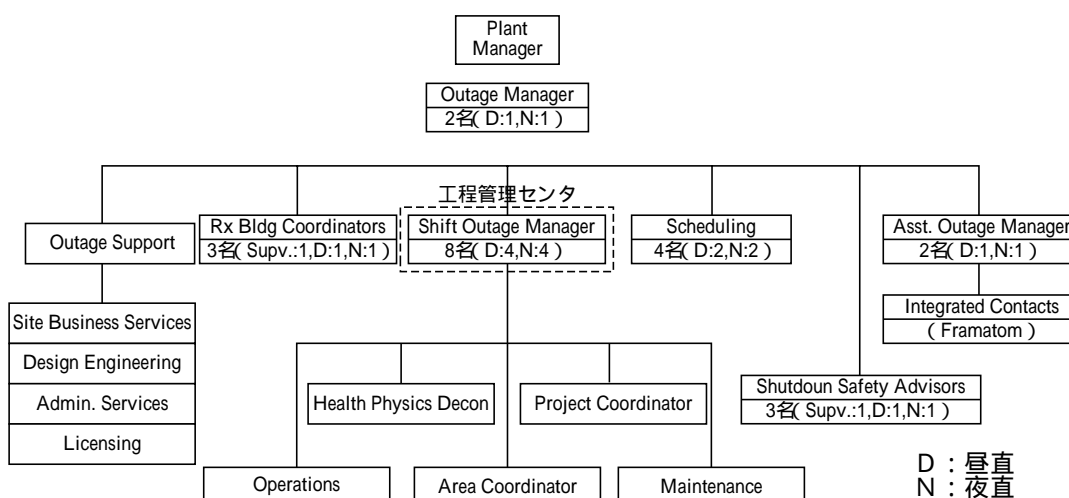 Plant
Manager
Outage Manager
2名( D:1,N:1 )
工程管理センタ
Outage Support
Rx Bldg Coordinators
3名( Supv.:1,D:1,N:1 )
Shift Outage Manager
8名( D:4,N:4 )
Scheduling
4名( D:2,N:2 )
Asst. Outage Manager
2名( D:1,N:1 )
Integrated Contacts
( Framatom )
Site Business Services
Design Engineering
Admin. Services
Licensing
Health Physics Decon
Project Coordinator
Shutdoun Safety Advisors
3名( Supv.:1,D:1,N:1 )
Operations
Area Coordinator
Maintenance
D：昼直
N：夜直